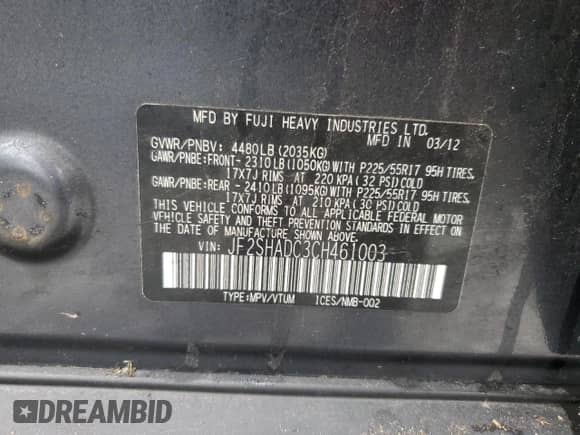 MFD BY FUJI HEAVY INDUSTRIES LTD.
GVWR/PNBV: 4480LB(2035KG) MFD IN 03/12
GAWR/PNBE:FRONT- 2310LB(1050KG)WITH P225/55R17 95H TIRES,
17X7J RIMS AT 220 KPA(32 PSI)COLD
GAWR/PNBE:REAR - 2410LB(1095KG)WITH P225/55R17 95H TIRES,
17X7J RIMS AT 210 KPA(30 PSI)COLD
THIS VEHICLE CONFORMS TO ALL APPLICABLE FEDERAL MOTOR
VEHICLE SAFETY AND THEFT PREVENTION STANDARDS IN EFFECT ON
THE DATE OF MANUFACTURE SHOWN ABOVE.
VIN: JF2SHADC3CH461003
TYPE:MPV/VTUM ICES/NMB-002
DREAMBID